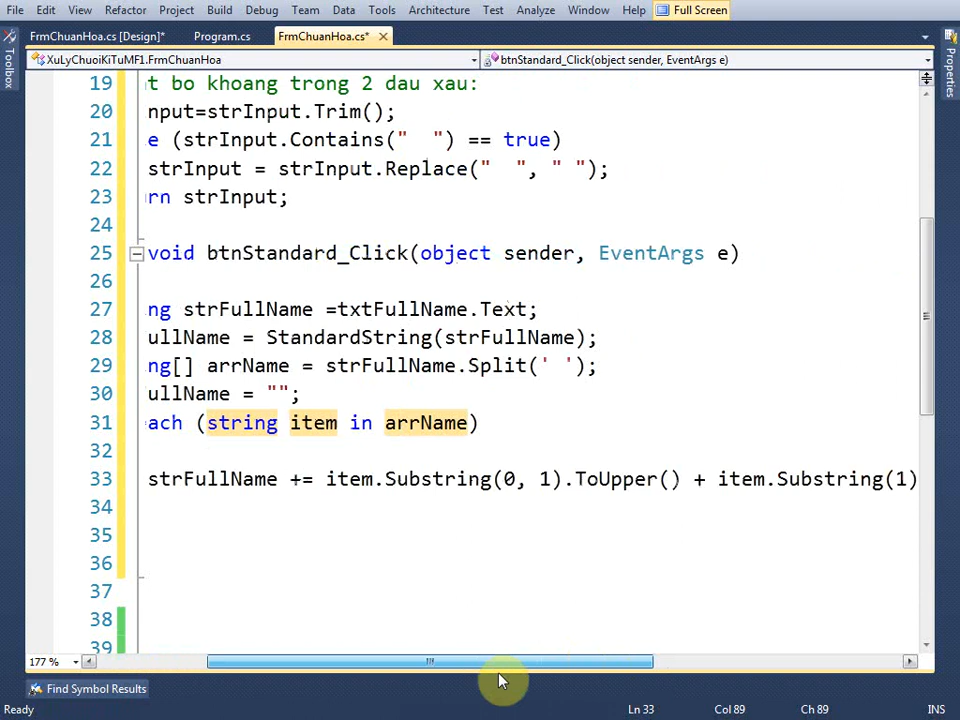 File Edit View Refactor Project Build Debug Team Data Tools Architecture Test Analyze Window Help Full Screen
FrmChuanHoa.cs [Design]* Program.cs FrmChuanHoa.cs*
XuLyChuoiKiTuMF1.FrmChuanHoa btnStandard_Click(object sender, EventArgs e)
Toolbox
Properties
19 t bo khoang trong 2 dau xau:
20 nput=strInput.Trim();
21 e (strInput.Contains("  ") == true)
22 strInput = strInput.Replace("  ", " ");
23 rn strInput;
24
25 void btnStandard_Click(object sender, EventArgs e)
26
27 ng strFullName =txtFullName.Text;
28 ullName = StandardString(strFullName);
29 ng[] arrName = strFullName.Split(' ');
30 ullName = "";
31 ach (string item in arrName)
32
33 strFullName += item.Substring(0, 1).ToUpper() + item.Substring(1)
34
35
36
37
38
39
177 %
Find Symbol Results
Ready Ln 33 Col 89 Ch 89 INS